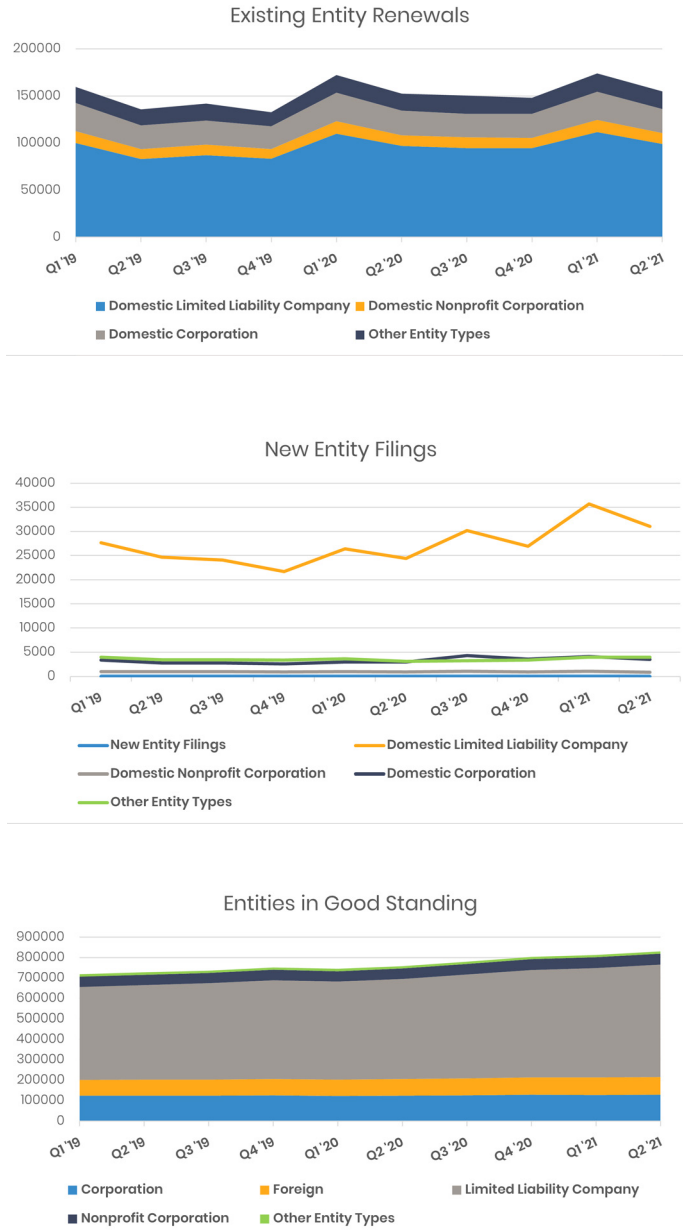 Existing Entity Renewals
200000
150000
100000
50000
0
Q1 '19 Q2 '19 Q3 '19 Q4 '19 Q1 '20 Q2 '20 Q3 '20 Q4 '20 Q1 '21 Q2 '21
Domestic Limited Liability Company Domestic Nonprofit Corporation
Domestic Corporation Other Entity Types
New Entity Filings
40000
35000
30000
25000
20000
15000
10000
5000
0
Q1 '19 Q2 '19 Q3 '19 Q4 '19 Q1 '20 Q2 '20 Q3 '20 Q4 '20 Q1 '21 Q2 '21
New Entity Filings Domestic Limited Liability Company
Domestic Nonprofit Corporation Domestic Corporation
Other Entity Types
Entities in Good Standing
900000
800000
700000
600000
500000
400000
300000
200000
100000
0
Q1 '19 Q2 '19 Q3 '19 Q4 '19 Q1 '20 Q2 '20 Q3 '20 Q4 '20 Q1 '21 Q2 '21
Corporation Foreign Limited Liability Company
Nonprofit Corporation Other Entity Types